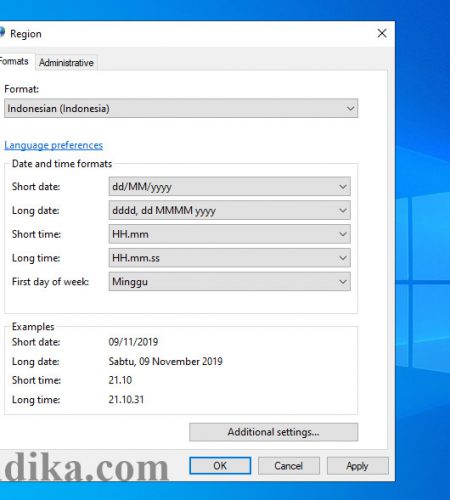 Region
Formats Administrative
Format:
Indonesian (Indonesia)
Language preferences
Date and time formats
Short date: dd/MM/yyyy
Long date: dddd, dd MMMM yyyy
Short time: HH.mm
Long time: HH.mm.ss
First day of week: Minggu
Examples
Short date: 09/11/2019
Long date: Sabtu, 09 November 2019
Short time: 21.10
Long time: 21.10.31
Additional settings...
dika.com
OK Cancel Apply